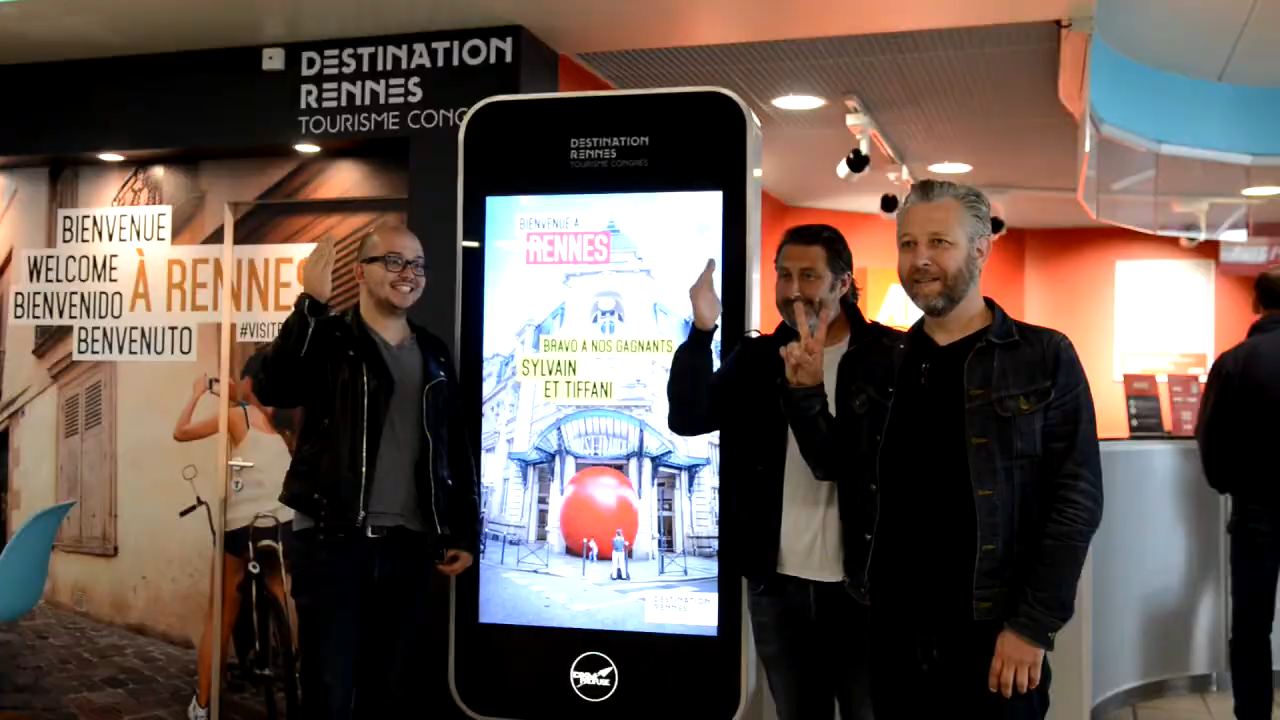 DESTINATION
RENNES
TOURISME CONG
BIENVENUE
WELCOME
BIENVENIDO
BENVENUTO
À RENNES
#VISIT
DESTINATION
RENNES
TOURISME CONGRÈS
BIENVENUE À
RENNES
BRAVO À NOS GAGNANTS
SYLVAIN
ET TIFFANI
DESTINATION
RENNES